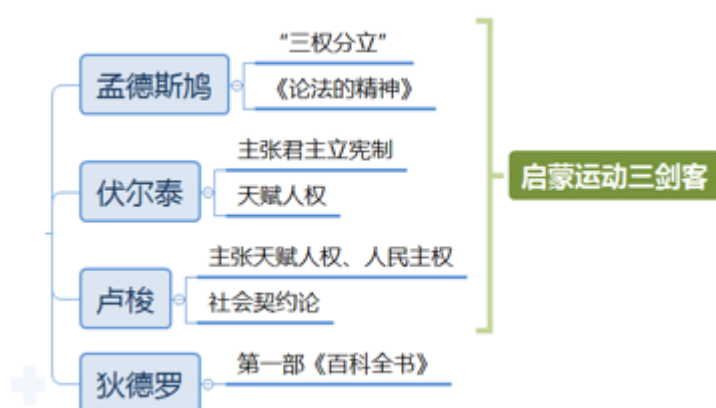 孟德斯鸠
“三权分立”
《论法的精神》
伏尔泰
主张君主立宪制
天赋人权
卢梭
主张天赋人权、人民主权
社会契约论
狄德罗
第一部《百科全书》
启蒙运动三剑客